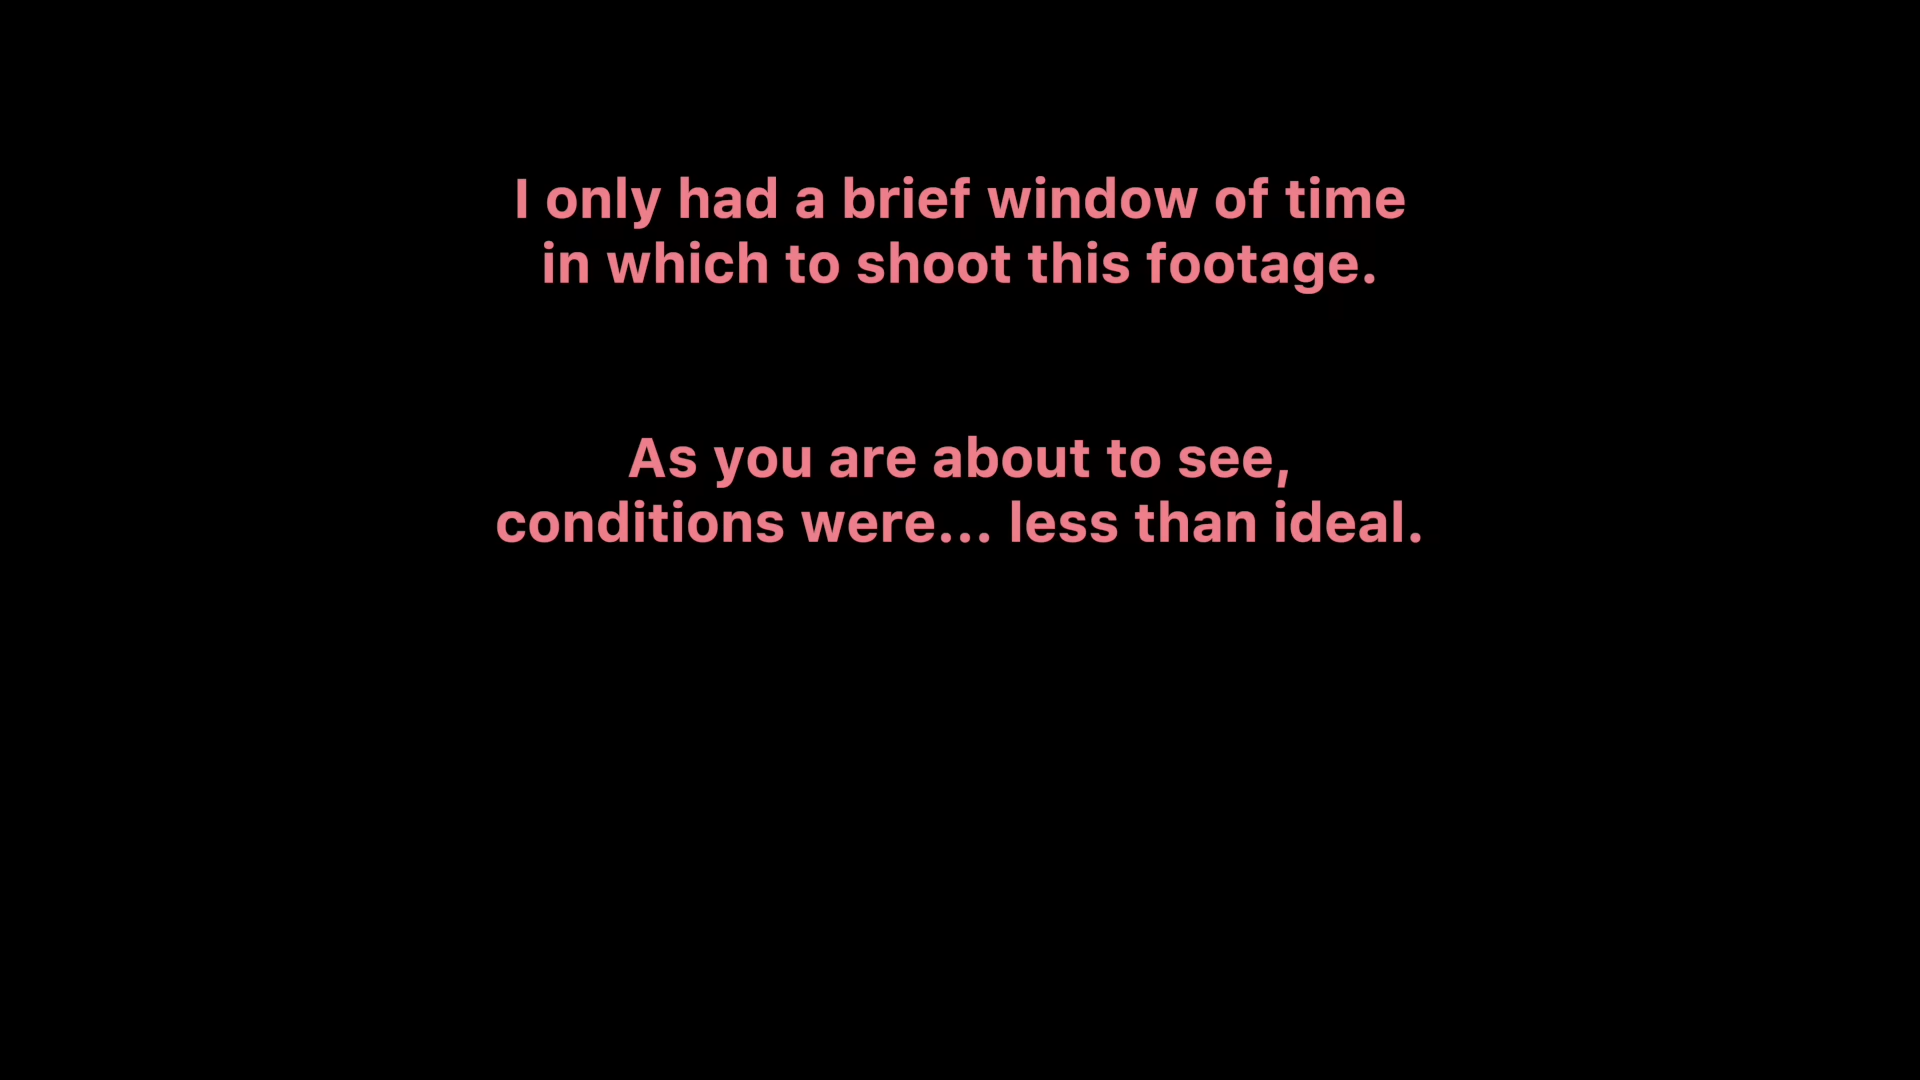 I only had a brief window of time
in which to shoot this footage.
As you are about to see,
conditions were... less than ideal.